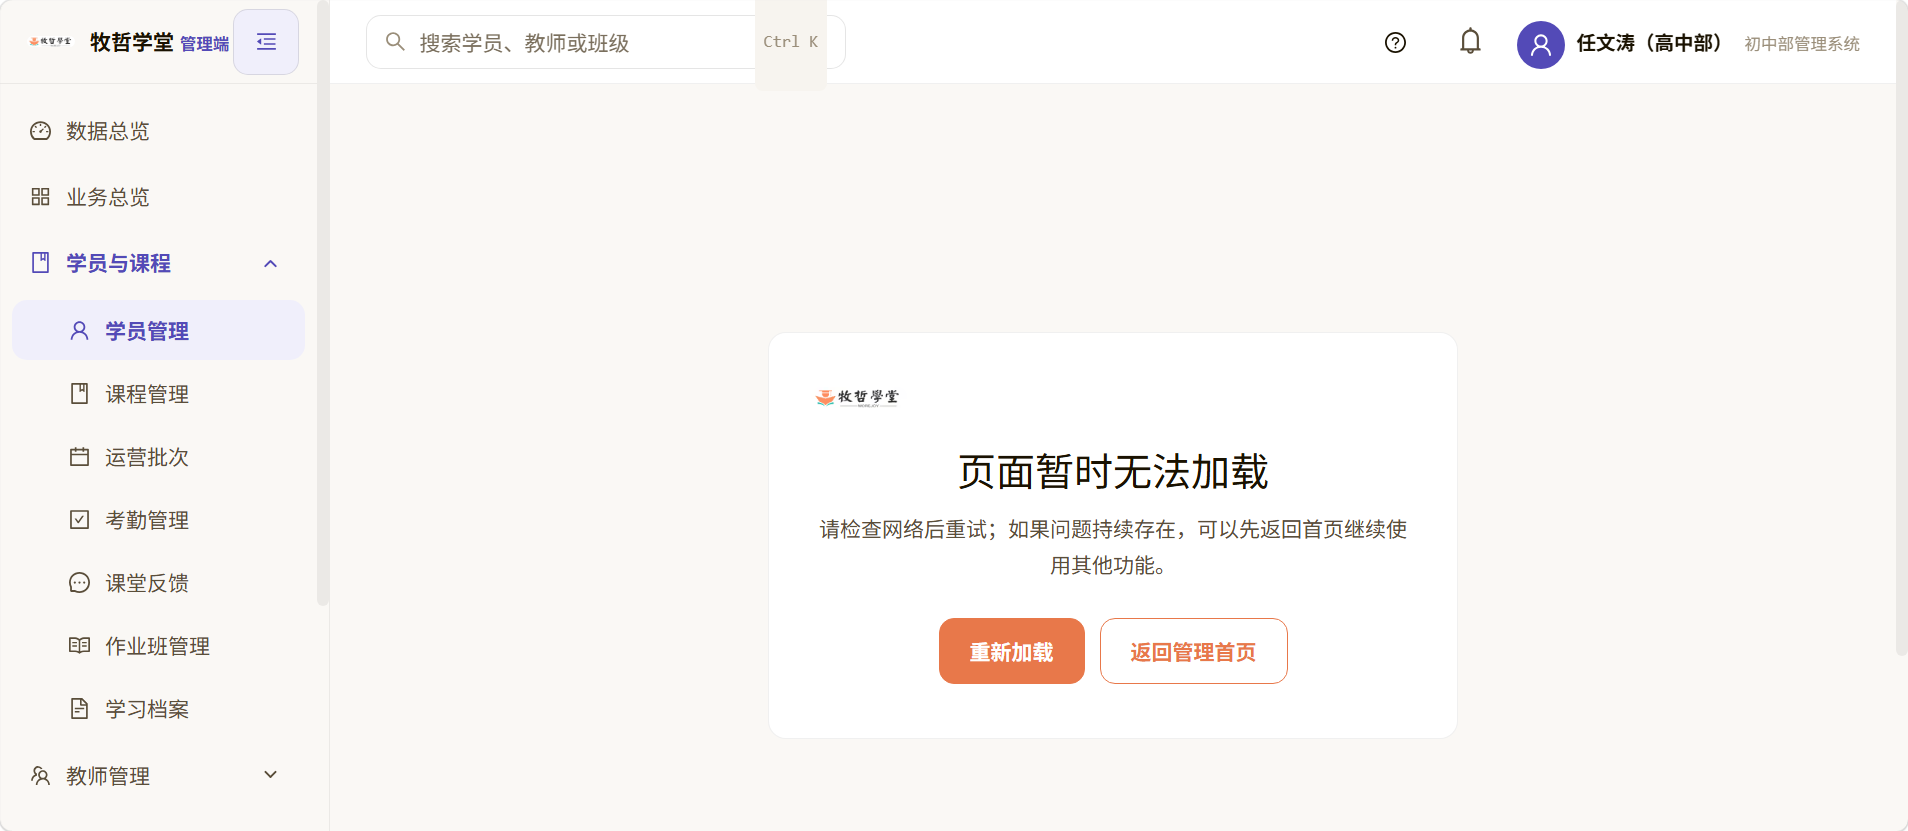 牧哲學堂
牧哲学堂 管理端
搜索学员、教师或班级
Ctrl K
任文涛（高中部）
初中部管理系统
数据总览
业务总览
学员与课程
学员管理
课程管理
运营批次
考勤管理
课堂反馈
作业班管理
学习档案
教师管理
牧哲學堂
页面暂时无法加载
请检查网络后重试；如果问题持续存在，可以先返回首页继续使
用其他功能。
重新加载
返回管理首页